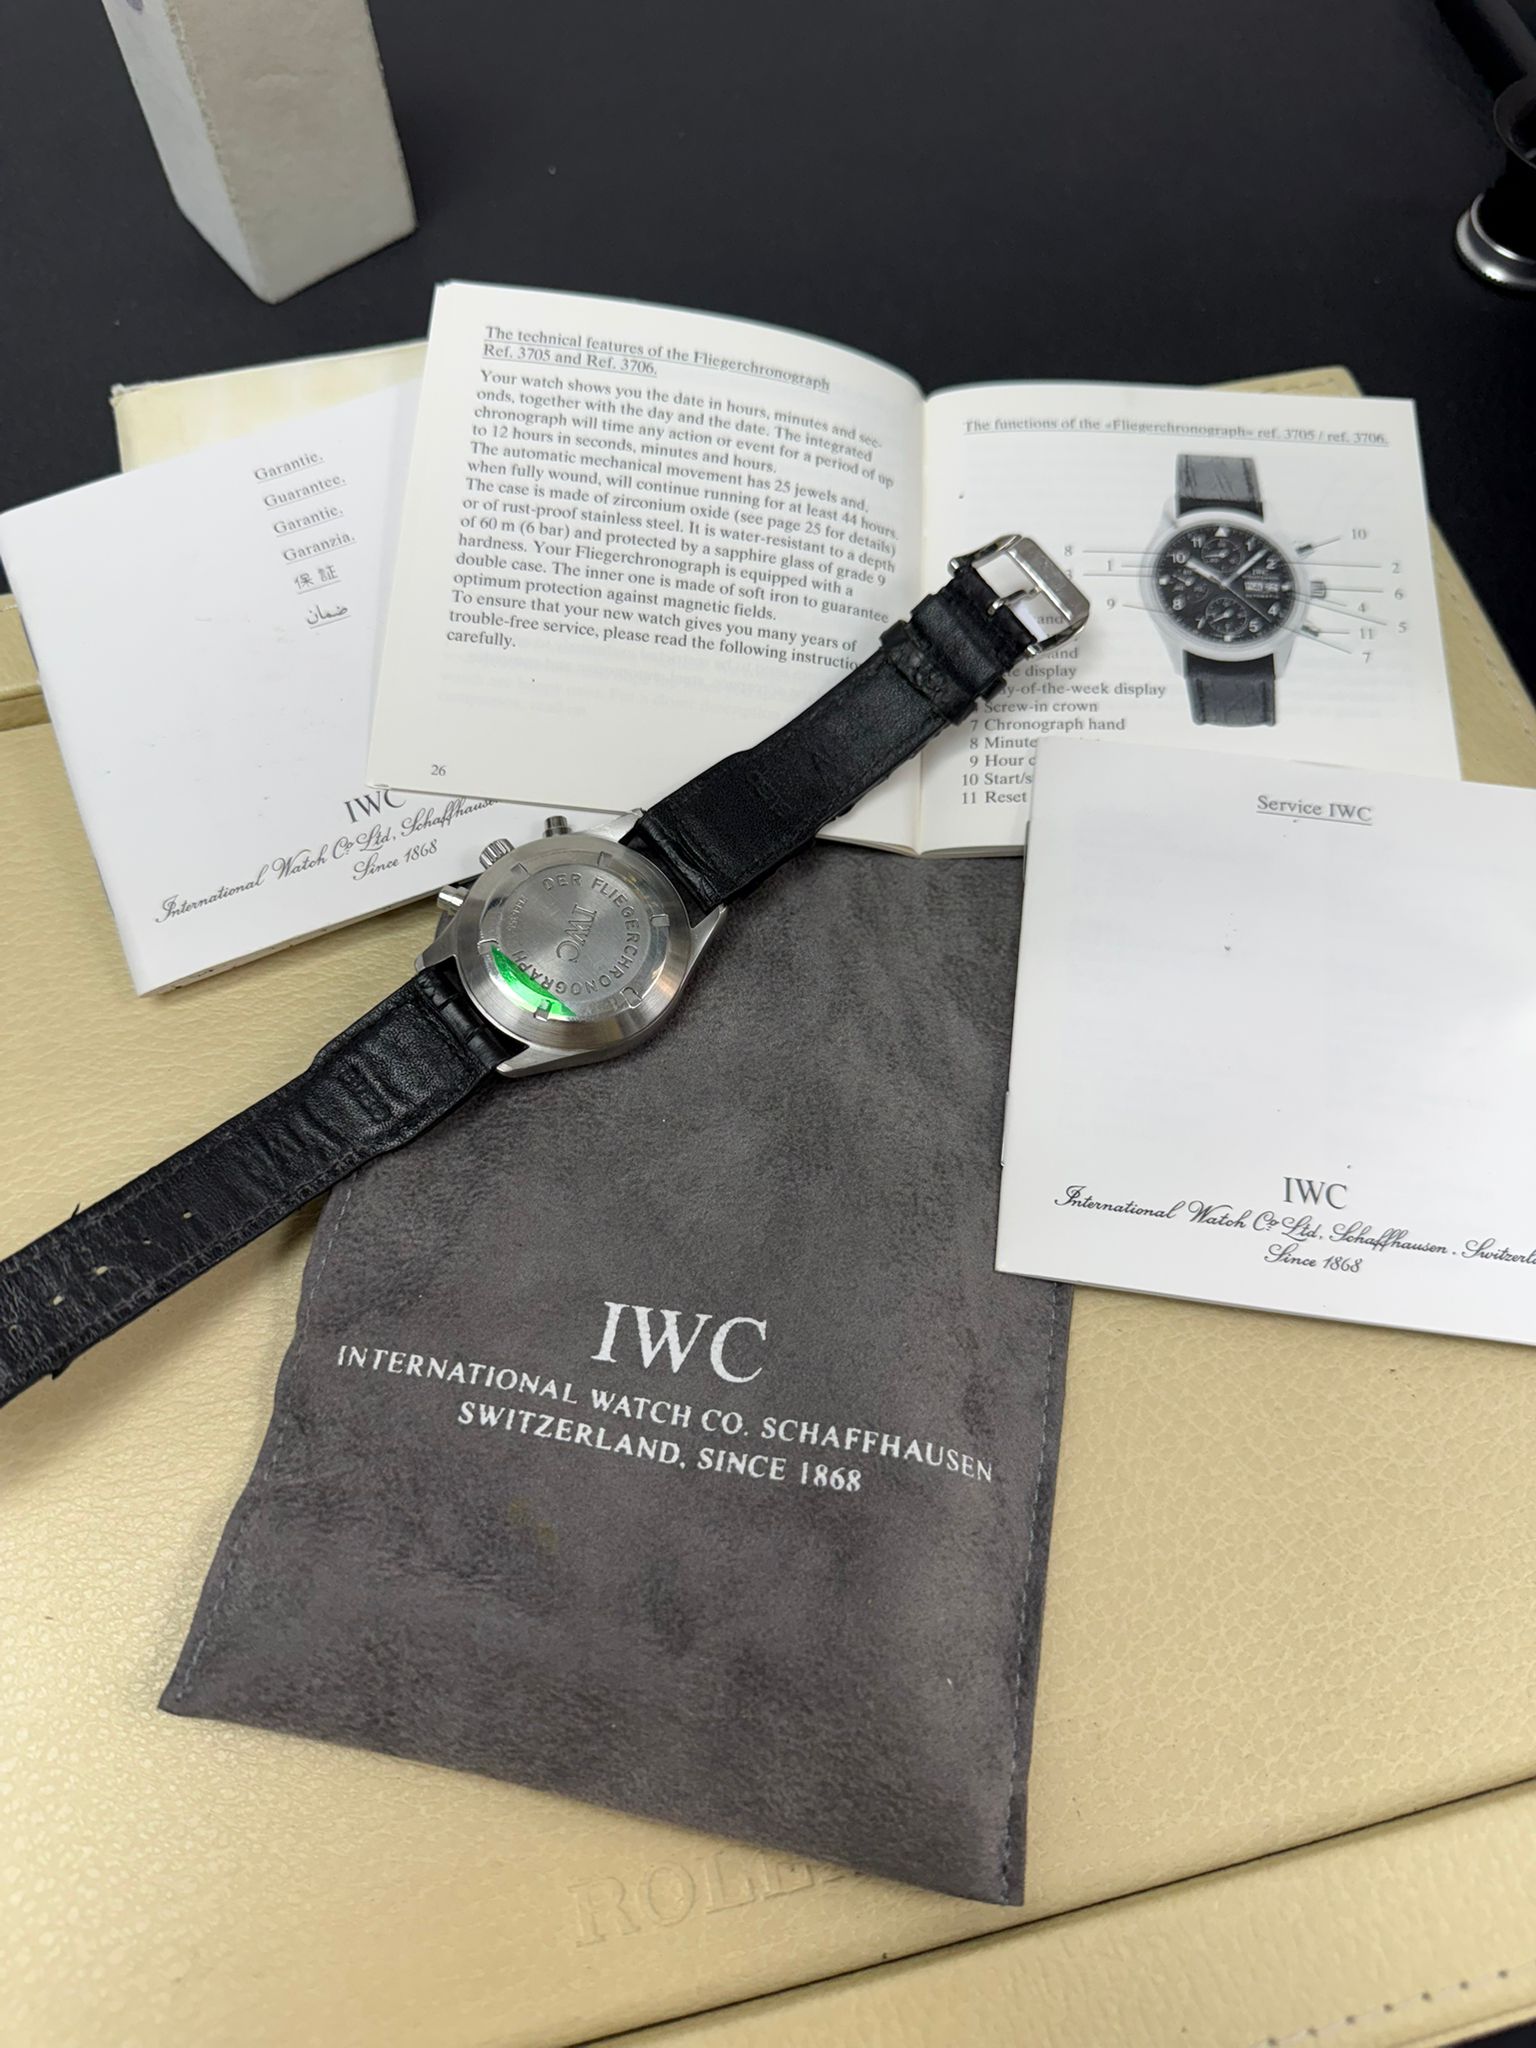 Garantie.
Guarantee.
Garantie.
Garanzia.
保証
ضمان
IWC
International Watch Co Ltd, Schaffhausen
Since 1868
The technical features of the Fliegerchronograph
Ref. 3705 and Ref. 3706.
Your watch shows you the date in hours, minutes and sec-
onds, together with the day and the date. The integrated
chronograph will time any action or event for a period of up
to 12 hours in seconds, minutes and hours.
The automatic mechanical movement has 25 jewels and,
when fully wound, will continue running for at least 44 hours.
The case is made of zirconium oxide (see page 25 for details)
or of rust-proof stainless steel. It is water-resistant to a depth
of 60 m (6 bar) and protected by a sapphire glass of grade 9
hardness. Your Fliegerchronograph is equipped with a
double case. The inner one is made of soft iron to guarantee
optimum protection against magnetic fields.
To ensure that your new watch gives you many years of
trouble-free service, please read the following instructio
carefully.
26
The functions of the «Fliegerchronograph» ref. 3705 / ref. 3706.
8
1
3
9
10
2
6
4
5
11
7
display
-of-the-week display
Screw-in crown
7 Chronograph hand
8 Minute
9 Hour c
10 Start/s
11 Reset
DER FLIEGERCHRONOGRAPH
IWC
Service IWC
IWC
International Watch Co Ltd, Schaffhausen, Switzerla
Since 1868
IWC
INTERNATIONAL WATCH CO. SCHAFFHAUSEN
SWITZERLAND, SINCE 1868
ROLE